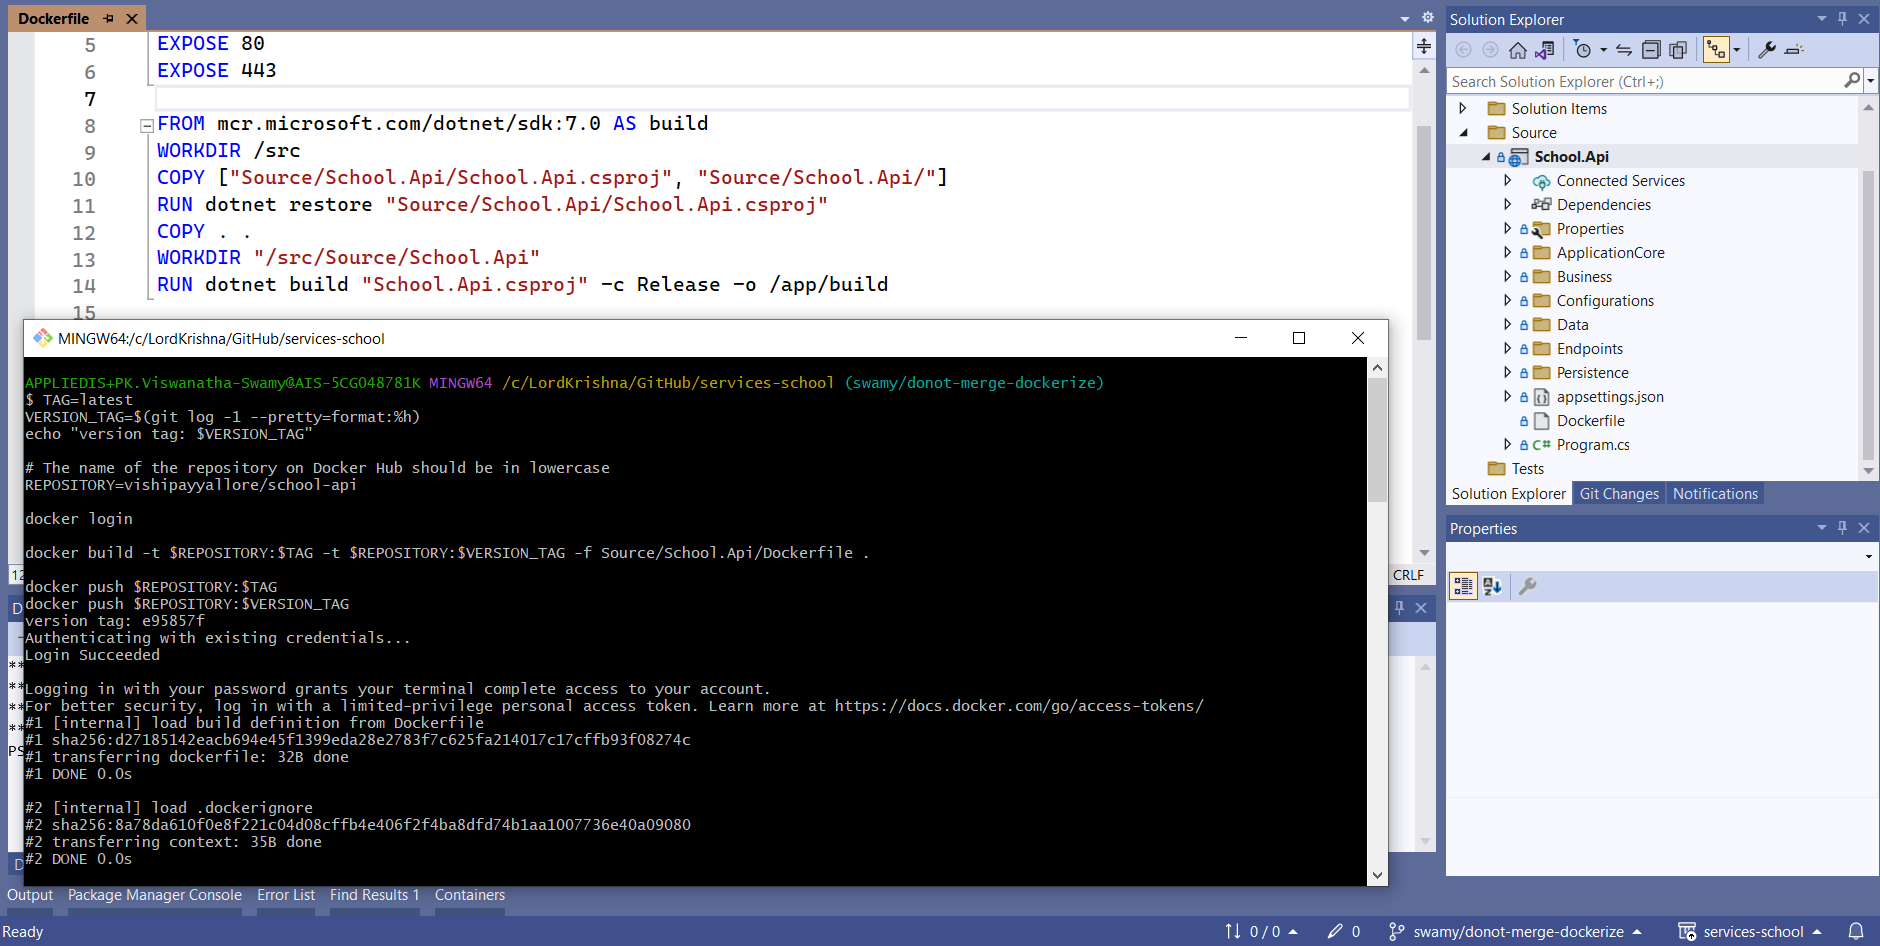 Dockerfile
5 EXPOSE 80
6 EXPOSE 443
7
8 FROM mcr.microsoft.com/dotnet/sdk:7.0 AS build
9 WORKDIR /src
10 COPY ["Source/School.Api/School.Api.csproj", "Source/School.Api/"]
11 RUN dotnet restore "Source/School.Api/School.Api.csproj"
12 COPY . .
13 WORKDIR "/src/Source/School.Api"
14 RUN dotnet build "School.Api.csproj" -c Release -o /app/build
15
MINGW64:/c/LordKrishna/GitHub/services-school
APPLIEDIS+PK.Viswanatha-Swamy@AIS-5CG048781K MINGW64 /c/LordKrishna/GitHub/services-school (swamy/donot-merge-dockerize)
$ TAG=latest
VERSION_TAG=$(git log -1 --pretty=format:%h)
echo "version tag: $VERSION_TAG"
# The name of the repository on Docker Hub should be in lowercase
REPOSITORY=vishipayyallore/school-api
docker login
docker build -t $REPOSITORY:$TAG -t $REPOSITORY:$VERSION_TAG -f Source/School.Api/Dockerfile .
docker push $REPOSITORY:$TAG
docker push $REPOSITORY:$VERSION_TAG
version tag: e95857f
Authenticating with existing credentials...
Login Succeeded
Logging in with your password grants your terminal complete access to your account.
For better security, log in with a limited-privilege personal access token. Learn more at https://docs.docker.com/go/access-tokens/
#1 [internal] load build definition from Dockerfile
#1 sha256:d27185142eacb694e45f1399eda28e2783f7c625fa214017c17cffb93f08274c
#1 transferring dockerfile: 32B done
#1 DONE 0.0s
#2 [internal] load .dockerignore
#2 sha256:8a78da610f0e8f221c04d08cffb4e406f2f4ba8dfd74b1aa1007736e40a09080
#2 transferring context: 35B done
#2 DONE 0.0s
12
CRLF
D
**
**
**
**
PS
D
Output Package Manager Console Error List Find Results 1 Containers
Solution Explorer
Search Solution Explorer (Ctrl+;)
Solution Items
Source
School.Api
Connected Services
Dependencies
Properties
ApplicationCore
Business
Configurations
Data
Endpoints
Persistence
appsettings.json
Dockerfile
C# Program.cs
Tests
Solution Explorer Git Changes Notifications
Properties
Ready
0 / 0 0 swamy/donot-merge-dockerize services-school